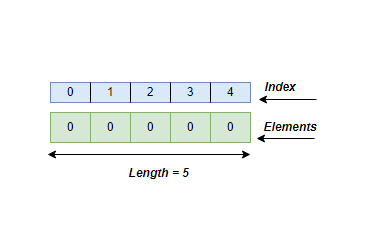 0 1 2 3 4 Index
0 0 0 0 0 Elements
Length = 5